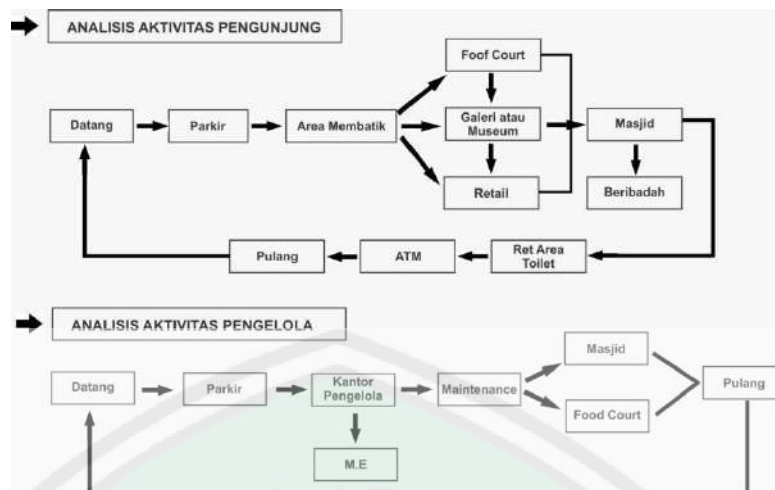 ANALISIS AKTIVITAS PENGUNJUNG
Foof Court
Datang
Parkir
Area Membatik
Galeri atau
Museum
Masjid
Retail
Beribadah
Pulang
ATM
Ret Area
Toilet
ANALISIS AKTIVITAS PENGELOLA
Masjid
Datang
Parkir
Kantor
Pengelola
Maintenance
Pulang
Food Court
M.E